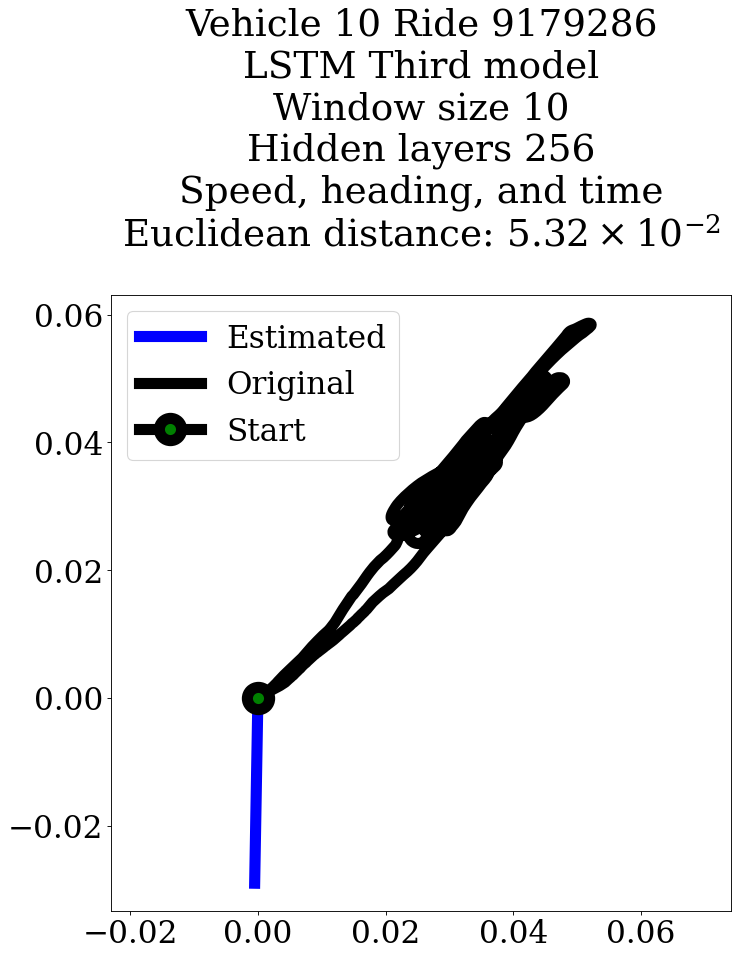 Vehicle 10 Ride 9179286
LSTM Third model
Window size 10
Hidden layers 256
Speed, heading, and time
Euclidean distance: 5.32 × 10⁻²
Estimated
Original
Start
0.06
0.04
0.02
0.00
−0.02
−0.02 0.00 0.02 0.04 0.06